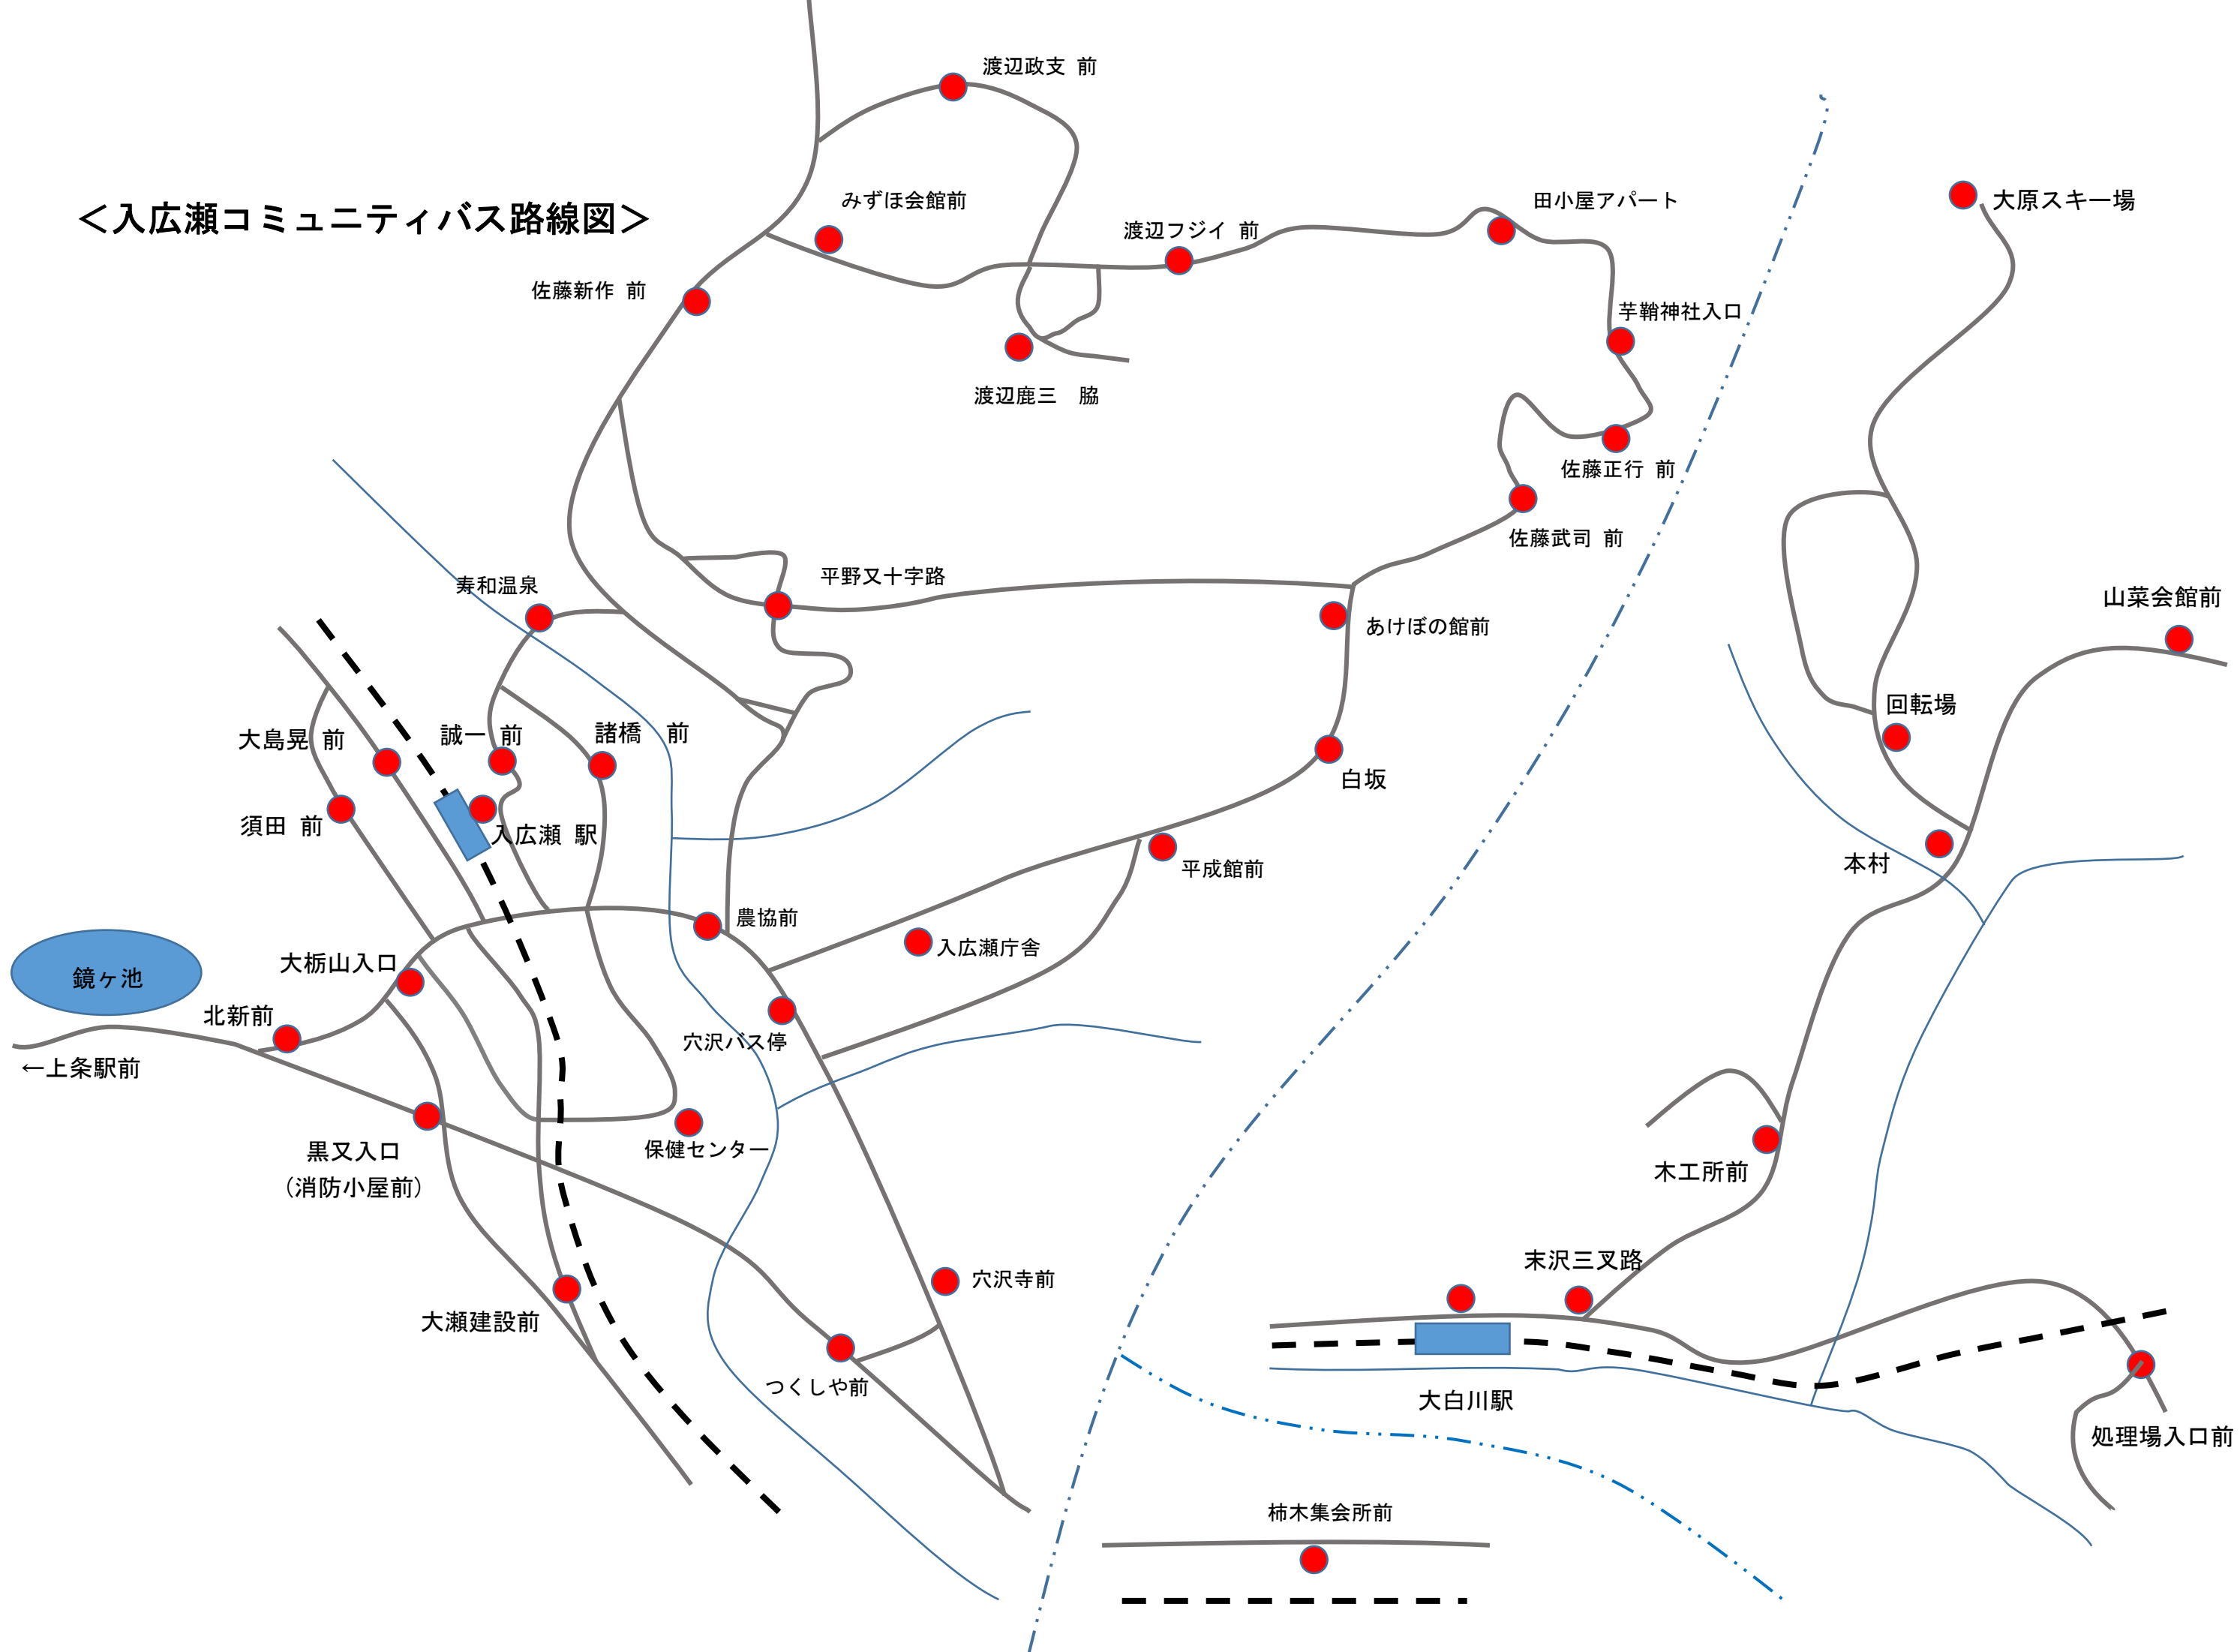 渡辺政支 前
＜入広瀬コミュニティバス路線図＞
みずほ会館前
田小屋アパート
大原スキー場
渡辺フジイ 前
佐藤新作 前
芋鞘神社入口
渡辺鹿三　脇
佐藤正行 前
佐藤武司 前
寿和温泉
平野又十字路
山菜会館前
あけぼの館前
回転場
大島晃 前
誠一 前
諸橋　前
白坂
須田 前
入広瀬 駅
本村
平成館前
農協前
入広瀬庁舎
大栃山入口
鏡ヶ池
北新前
穴沢バス停
←上条駅前
黒又入口
（消防小屋前）
保健センター
木工所前
末沢三叉路
穴沢寺前
大瀬建設前
つくしや前
大白川駅
処理場入口前
柿木集会所前